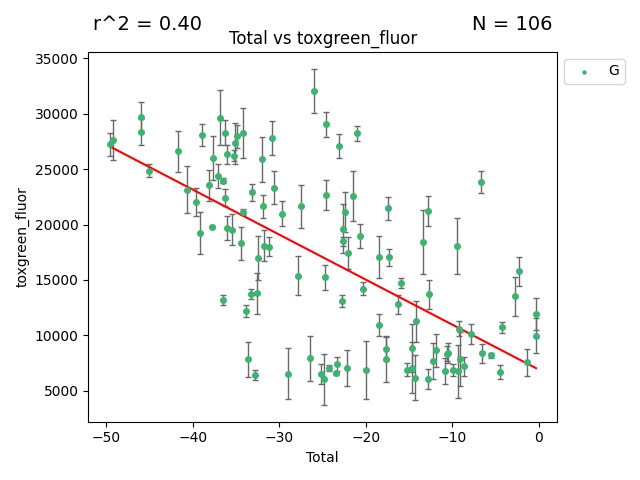 r^2 = 0.40
N = 106
Total vs toxgreen_fluor
G
35000
30000
25000
20000
15000
10000
5000
toxgreen_fluor
−50
−40
−30
−20
−10
0
Total